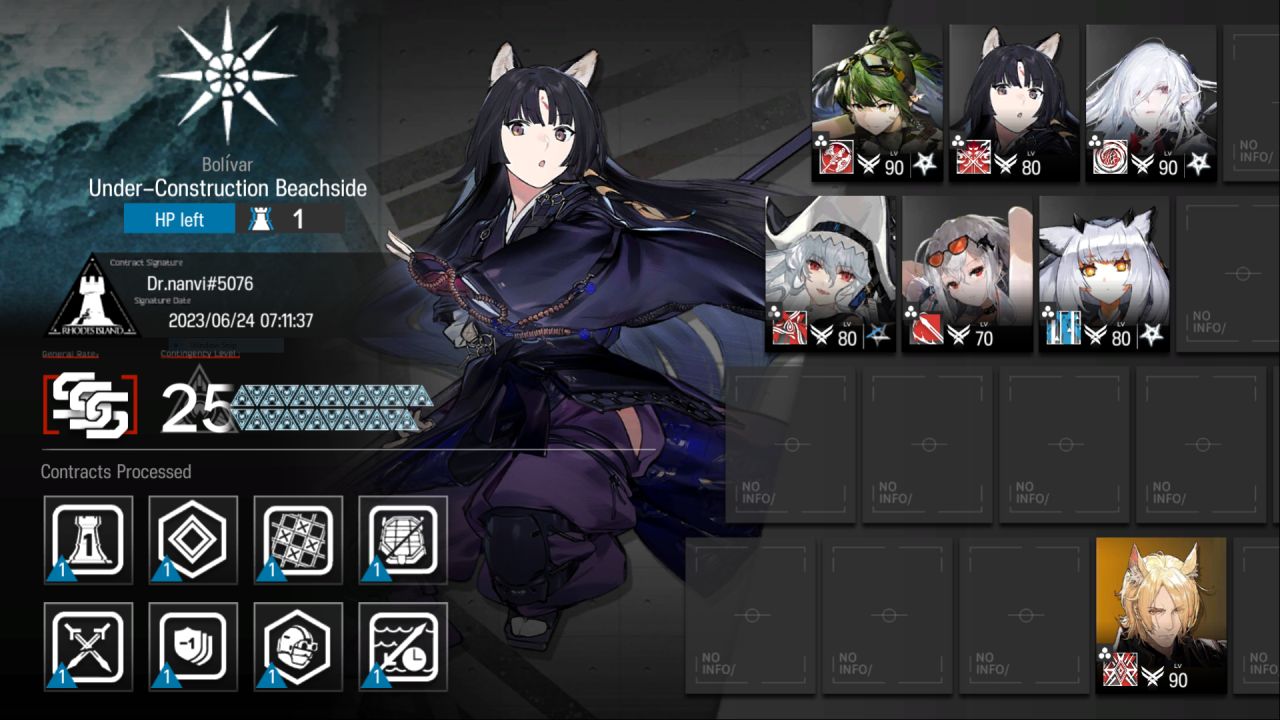 Bolívar
Under-Construction Beachside
HP left
1
Contract Signature
Dr.nanvi#5076
Signature Date
2023/06/24 07:11:37
RHODES ISLAND
General Rate:
Contingency Level:
25
Contracts Processed
1
1
1
1
1
1
-1
1
1
1
LV
90
LV
80
LV
90
NO
INFO/
LV
80
LV
70
LV
80
NO
INFO/
NO
INFO/
NO
INFO/
NO
INFO/
NO
INFO/
NO
INFO/
NO
INFO/
NO
INFO/
LV
90
NO
INFO/